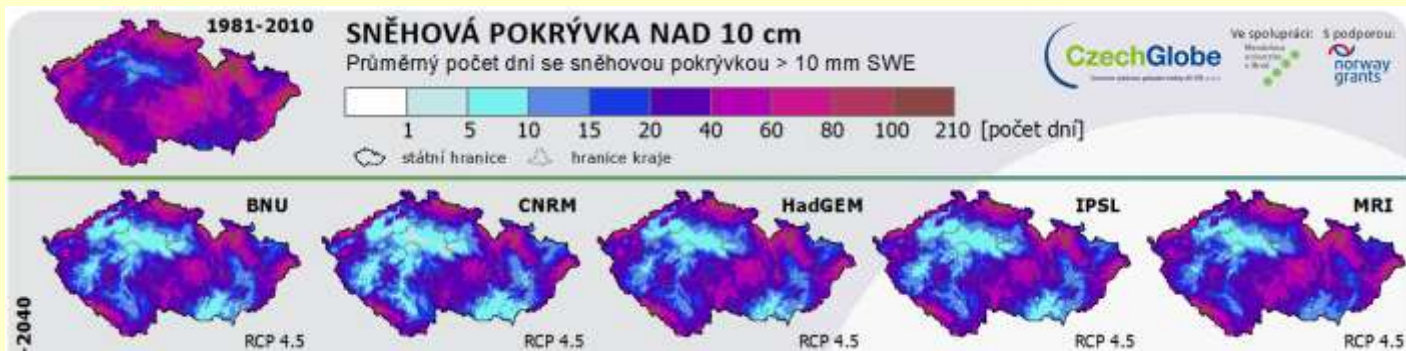 1981-2010
SNĚHOVÁ POKRÝVKA NAD 10 cm
Průměrný počet dní se sněhovou pokrývkou > 10 mm SWE
1 5 10 15 20 40 60 80 100 210 [počet dní]
státní hranice hranice kraje
CzechGlobe
Ve spolupráci:
S podporou:
norway
grants
BNU CNRM HadGEM IPSL MRI
-2040
RCP 4.5 RCP 4.5 RCP 4.5 RCP 4.5 RCP 4.5